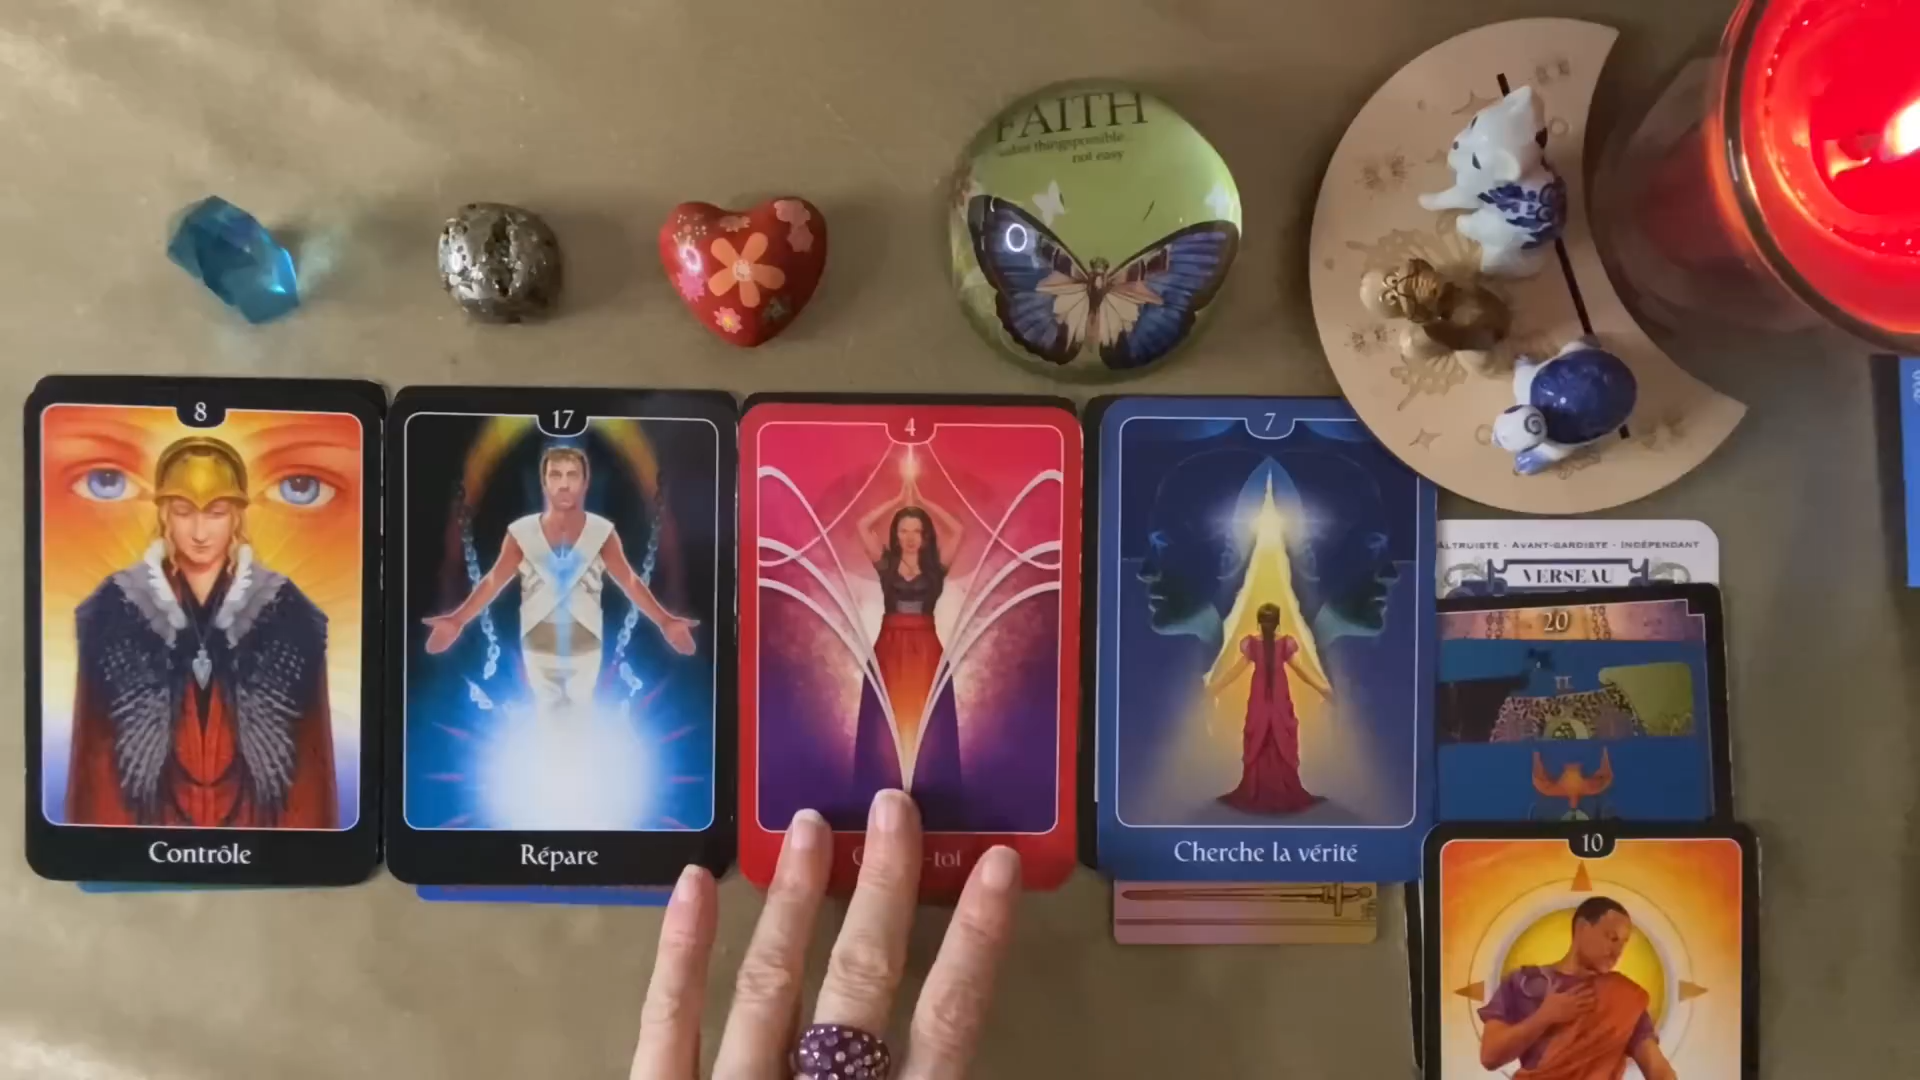 FAITH
not easy
ALTRUISTE · AVANT-GARDISTE · INDÉPENDANT
VERSEAU
8
17
4
7
20
10
Contrôle
Répare
-toi
Cherche la vérité